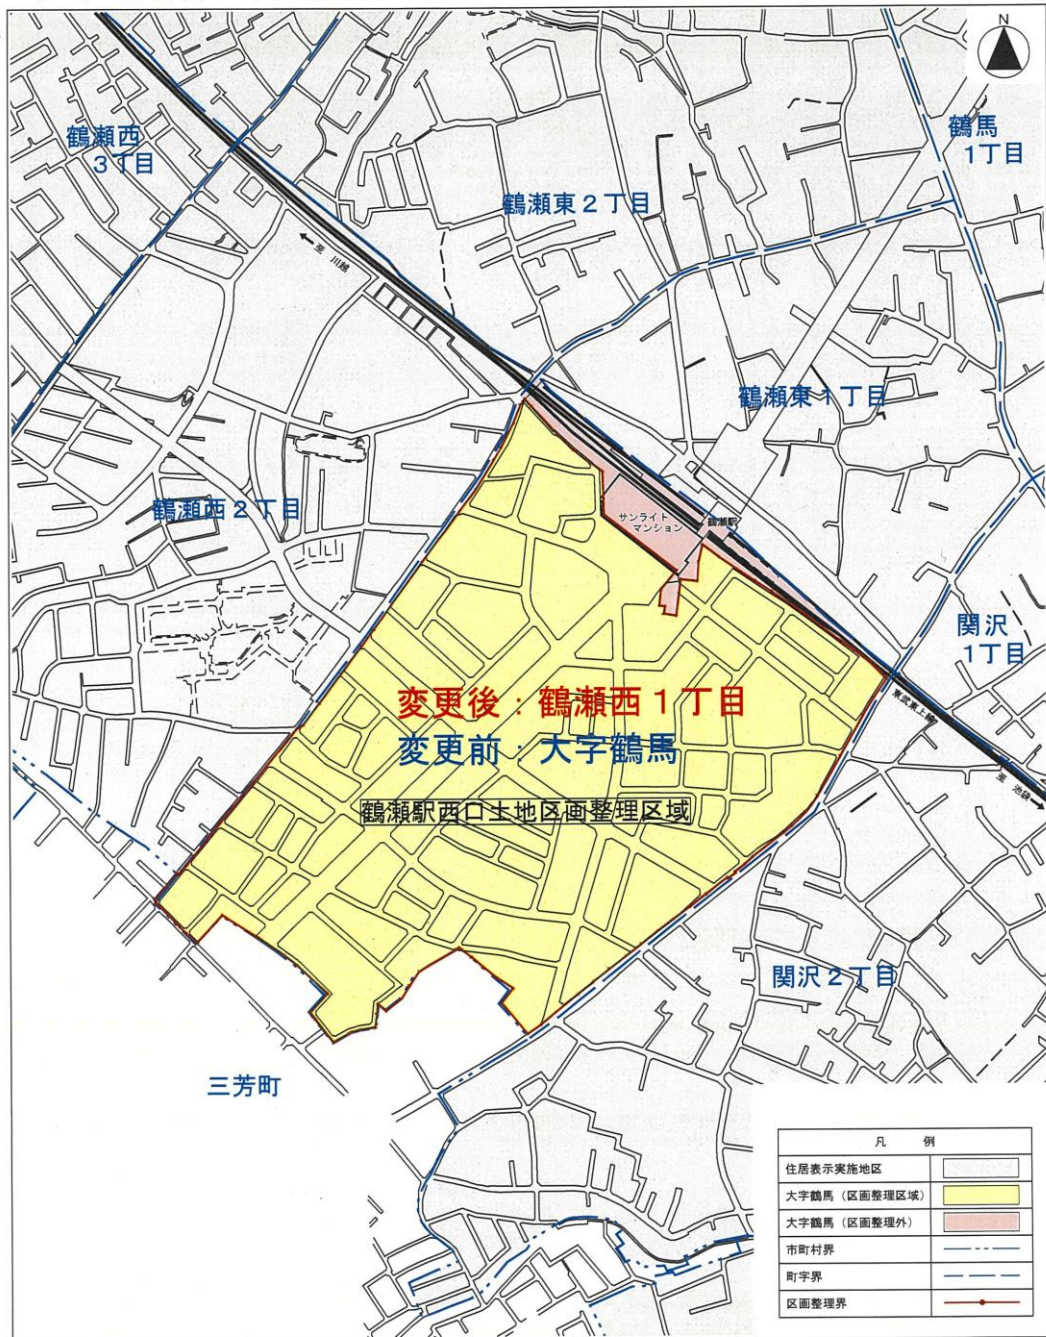 N
鶴瀬西
3丁目
鶴馬
1丁目
鶴瀬東2丁目
至 川越
鶴瀬東1丁目
鶴瀬西2丁目
サンライト
マンション
鶴瀬駅
関沢
1丁目
東武東上線
至 池袋
変更後:鶴瀬西1丁目
変更前:大字鶴馬
鶴瀬駅西口土地区画整理区域
関沢2丁目
三芳町
凡 例
住居表示実施地区
大字鶴馬(区画整理区域)
大字鶴馬(区画整理外)
市町村界
町字界
区画整理界